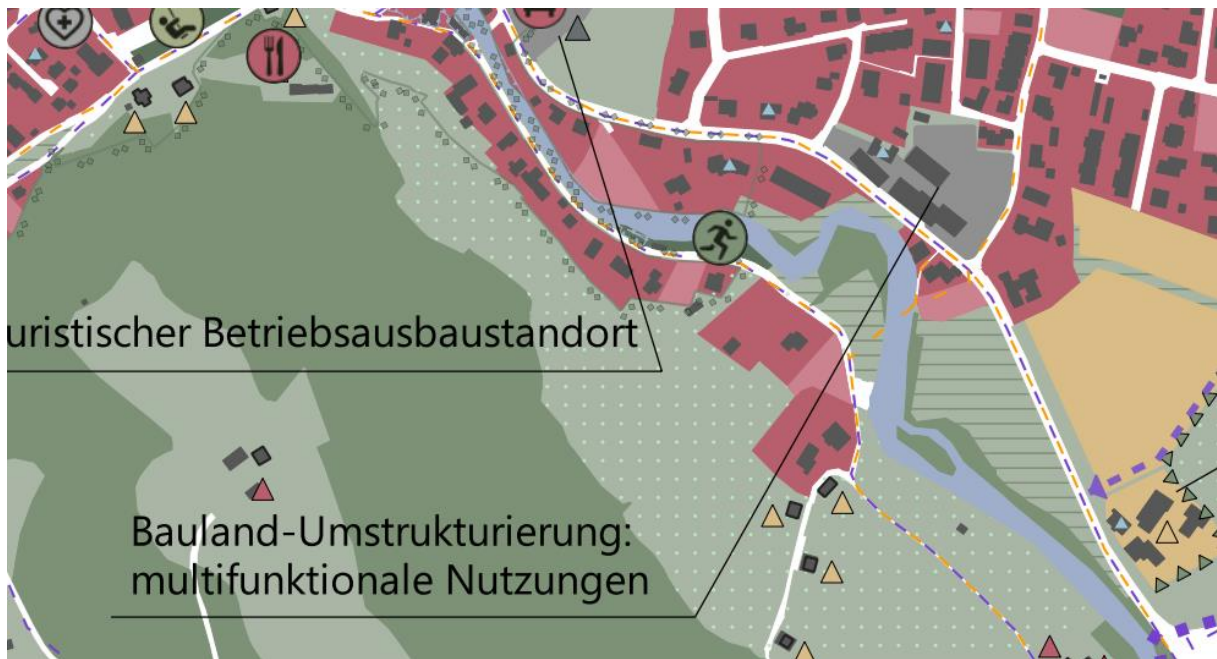 uristischer Betriebsausbaustandort
Bauland-Umstrukturierung:
multifunktionale Nutzungen